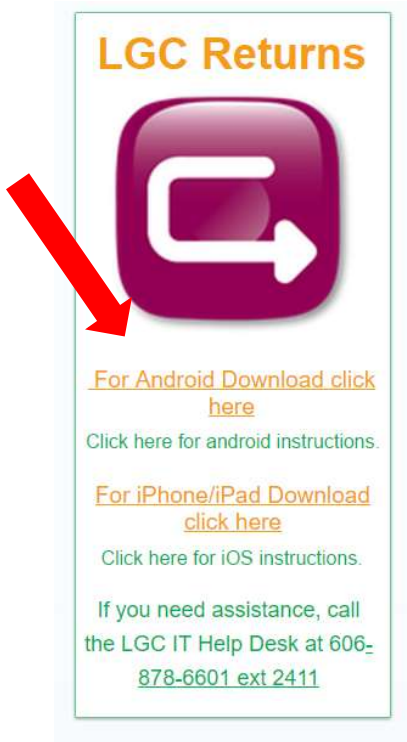 LGC Returns
For Android Download click
here
Click here for android instructions.
For iPhone/iPad Download
click here
Click here for iOS instructions.
If you need assistance, call
the LGC IT Help Desk at 606-
878-6601 ext 2411